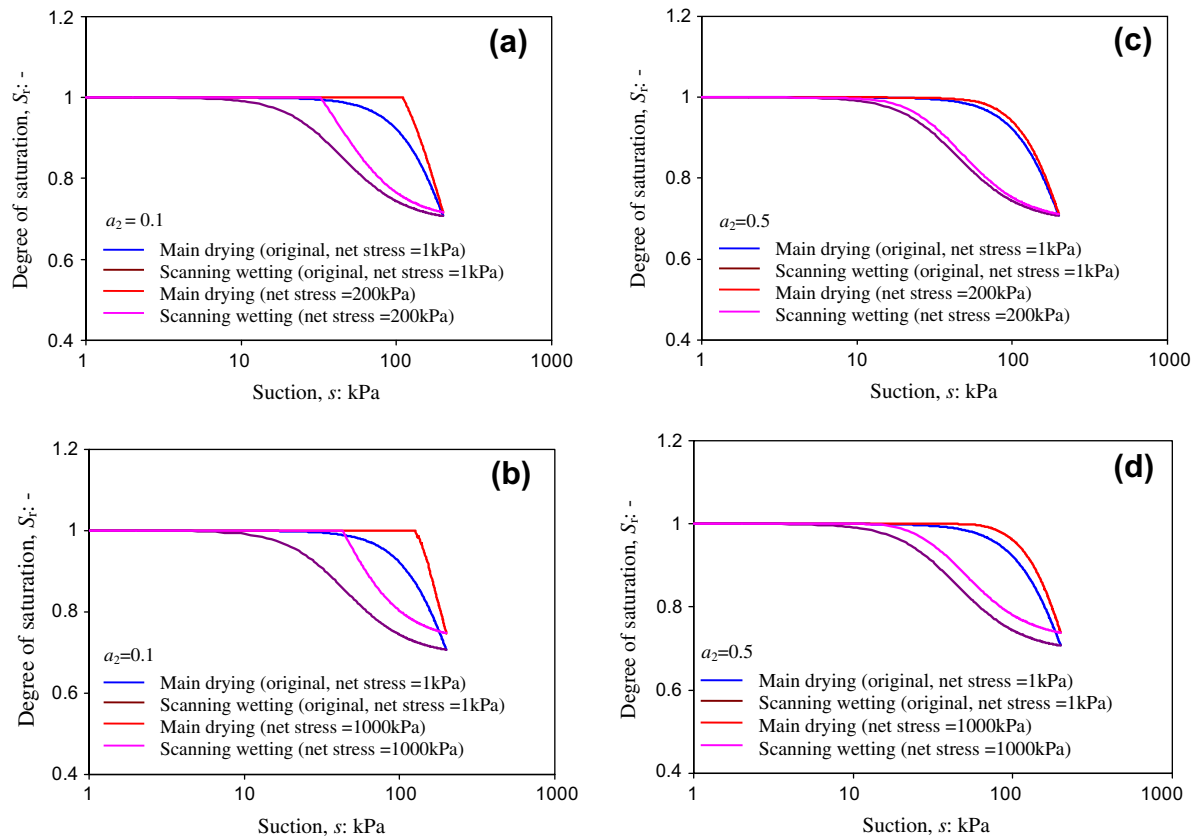 (a)
1.2
1
0.8
0.6
0.4
Degree of saturation, Sr: -
a2 = 0.1
Main drying (original, net stress =1kPa)
Scanning wetting (original, net stress =1kPa)
Main drying (net stress =200kPa)
Scanning wetting (net stress =200kPa)
1 10 100 1000
Suction, s: kPa
(c)
1.2
1
0.8
0.6
0.4
Degree of saturation, Sr: -
a2=0.5
Main drying (original, net stress =1kPa)
Scanning wetting (original, net stress =1kPa)
Main drying (net stress =200kPa)
Scanning wetting (net stress =200kPa)
1 10 100 1000
Suction, s: kPa
(b)
1.2
1
0.8
0.6
0.4
Degree of saturation, Sr: -
a2=0.1
Main drying (original, net stress =1kPa)
Scanning wetting (original, net stress =1kPa)
Main drying (net stress =1000kPa)
Scanning wetting (net stress =1000kPa)
1 10 100 1000
Suction, s: kPa
(d)
1.2
1
0.8
0.6
0.4
Degree of saturation, Sr: -
a2=0.5
Main drying (original, net stress =1kPa)
Scanning wetting (original, net stress =1kPa)
Main drying (net stress =1000kPa)
Scanning wetting (net stress =1000kPa)
1 10 100 1000
Suction, s: kPa